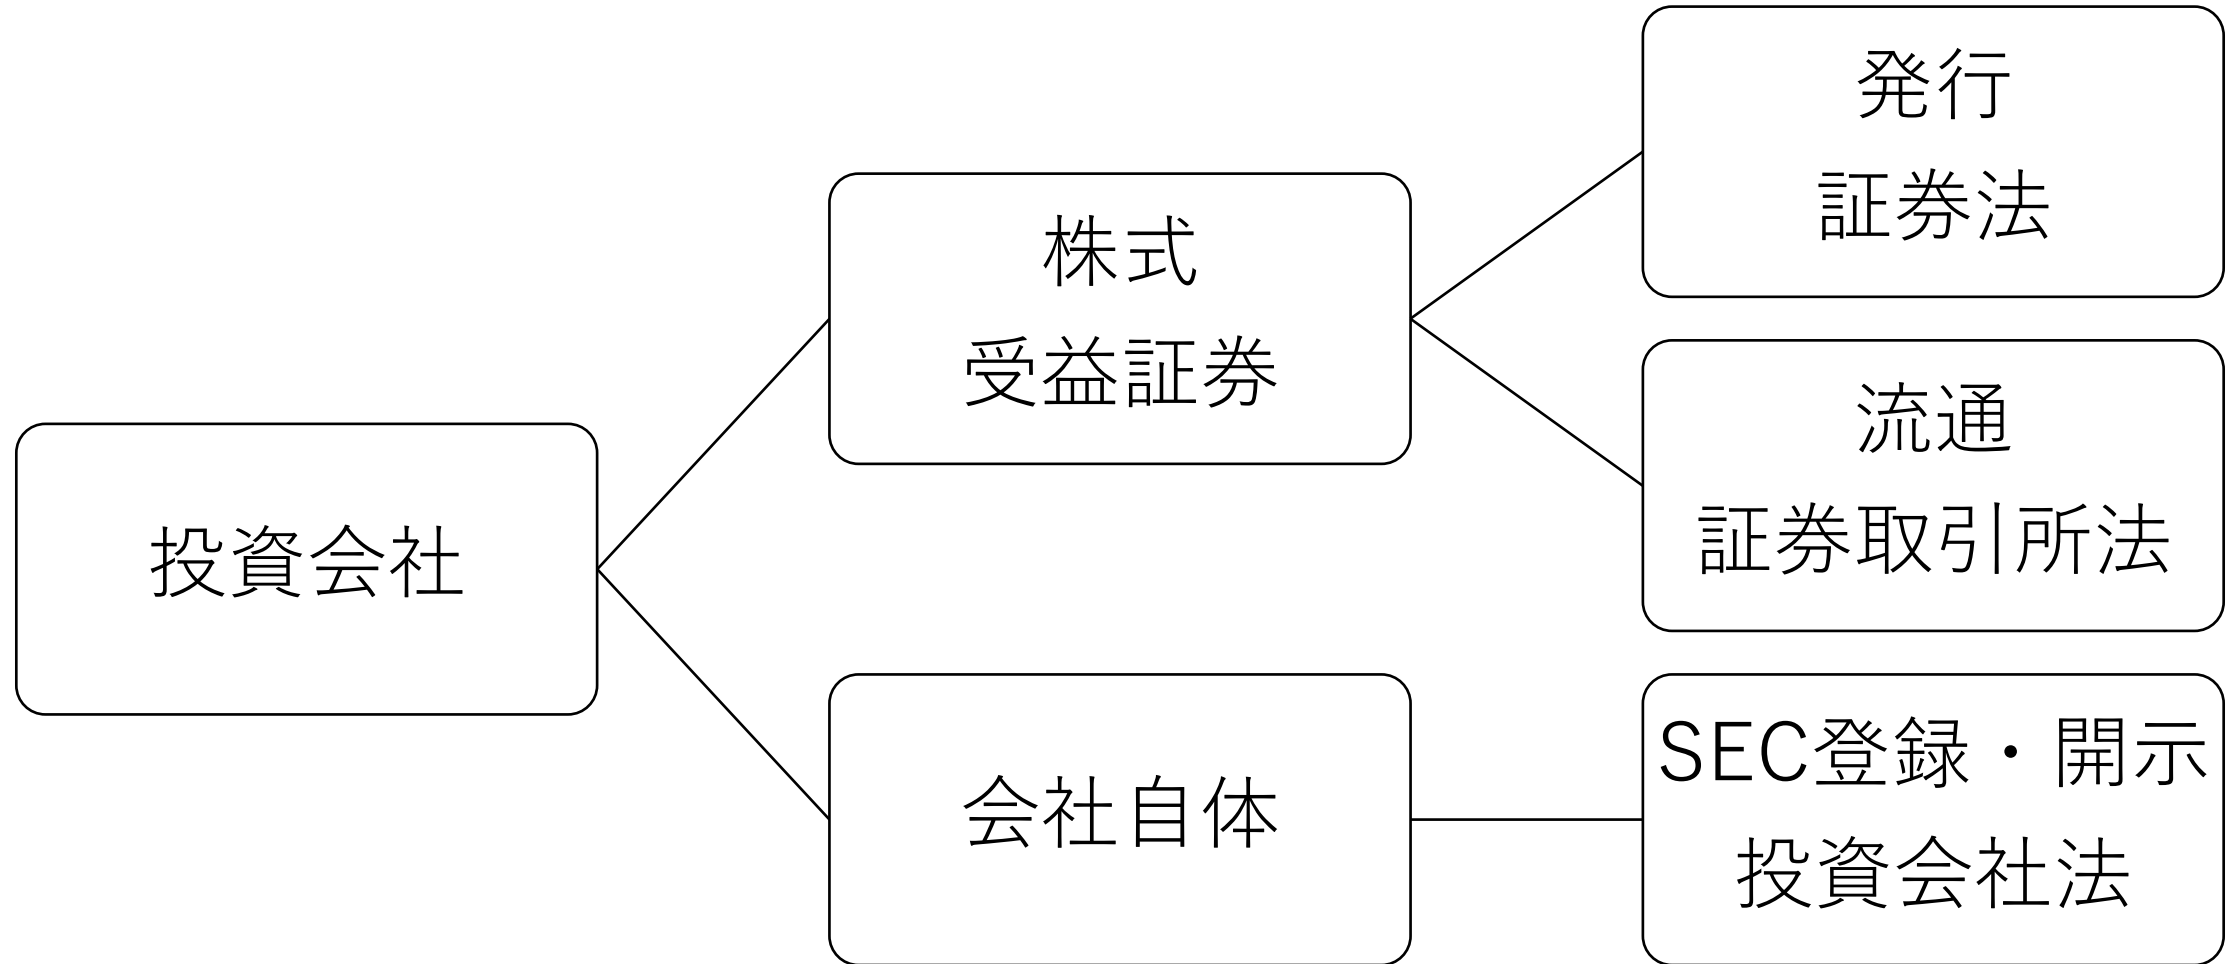 投資会社
株式
受益証券
発行
証券法
流通
証券取引所法
会社自体
SEC登録・開示
投資会社法